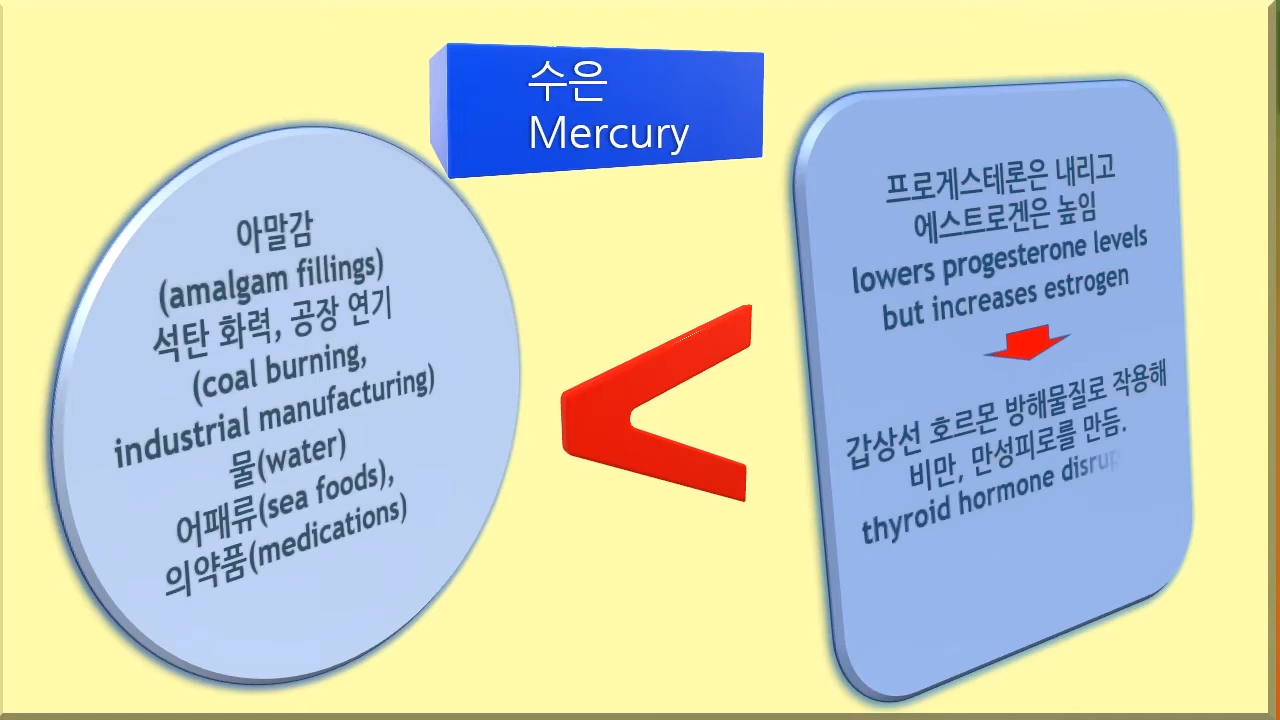 수은
Mercury
아말감
(amalgam fillings)
석탄 화력, 공장 연기
(coal burning,
industrial manufacturing)
물(water)
어패류(sea foods),
의약품(medications)
프로게스테론은 내리고
에스트로겐은 높임
lowers progesterone levels
but increases estrogen
갑상선 호르몬 방해물질로 작용해
비만, 만성피로를 만듬.
thyroid hormone disrup